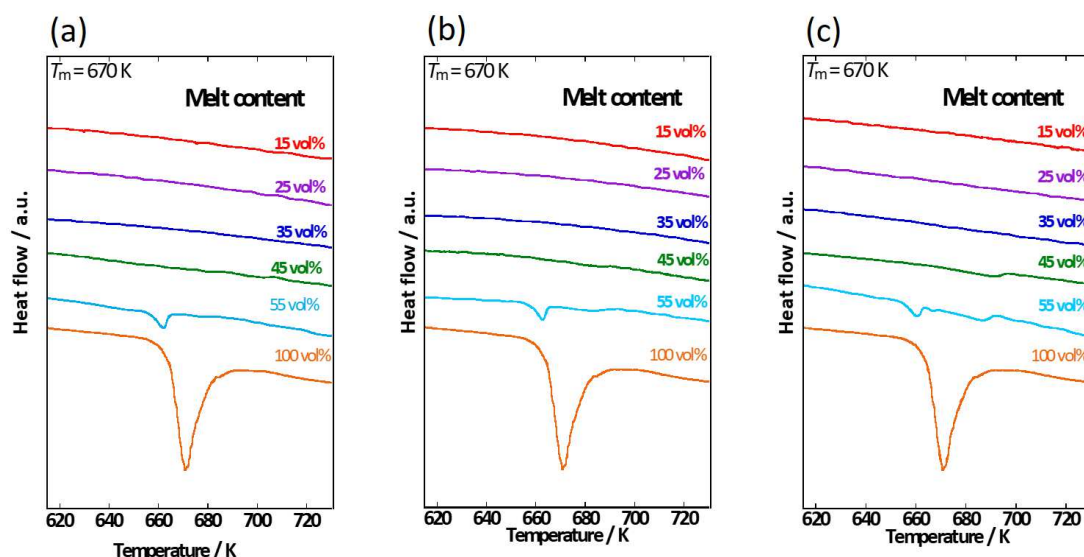 (a)
T_m = 670 K
Melt content
15 vol%
25 vol%
35 vol%
45 vol%
55 vol%
100 vol%
Heat flow / a.u.
620 640 660 680 700 720
Temperature / K
(b)
T_m = 670 K
Melt content
15 vol%
25 vol%
35 vol%
45 vol%
55 vol%
100 vol%
Heat flow / a.u.
620 640 660 680 700 720
Temperature / K
(c)
T_m = 670 K
Melt content
15 vol%
25 vol%
35 vol%
45 vol%
55 vol%
100 vol%
Heat flow / a.u.
620 640 660 680 700 720
Temperature / K